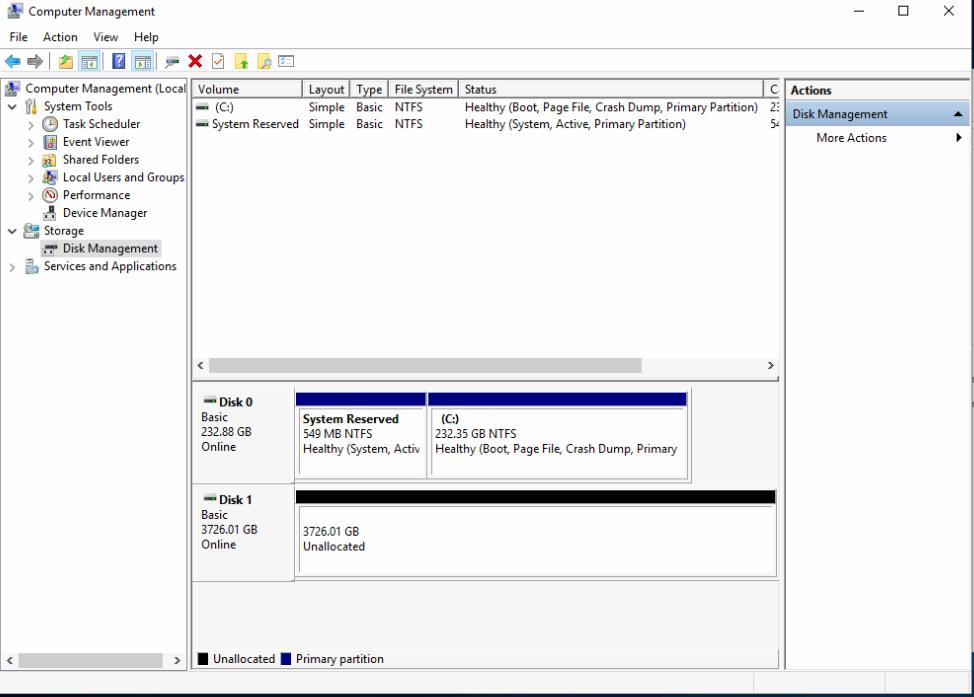 Computer Management
File Action View Help
Computer Management (Local
System Tools
Task Scheduler
Event Viewer
Shared Folders
Local Users and Groups
Performance
Device Manager
Storage
Disk Management
Services and Applications
Volume Layout Type File System Status C
(C:) Simple Basic NTFS Healthy (Boot, Page File, Crash Dump, Primary Partition) 23
System Reserved Simple Basic NTFS Healthy (System, Active, Primary Partition) 54
Disk 0
Basic
232.88 GB
Online
System Reserved
549 MB NTFS
Healthy (System, Activ
(C:)
232.35 GB NTFS
Healthy (Boot, Page File, Crash Dump, Primary
Disk 1
Basic
3726.01 GB
Online
3726.01 GB
Unallocated
Unallocated Primary partition
Actions
Disk Management
More Actions